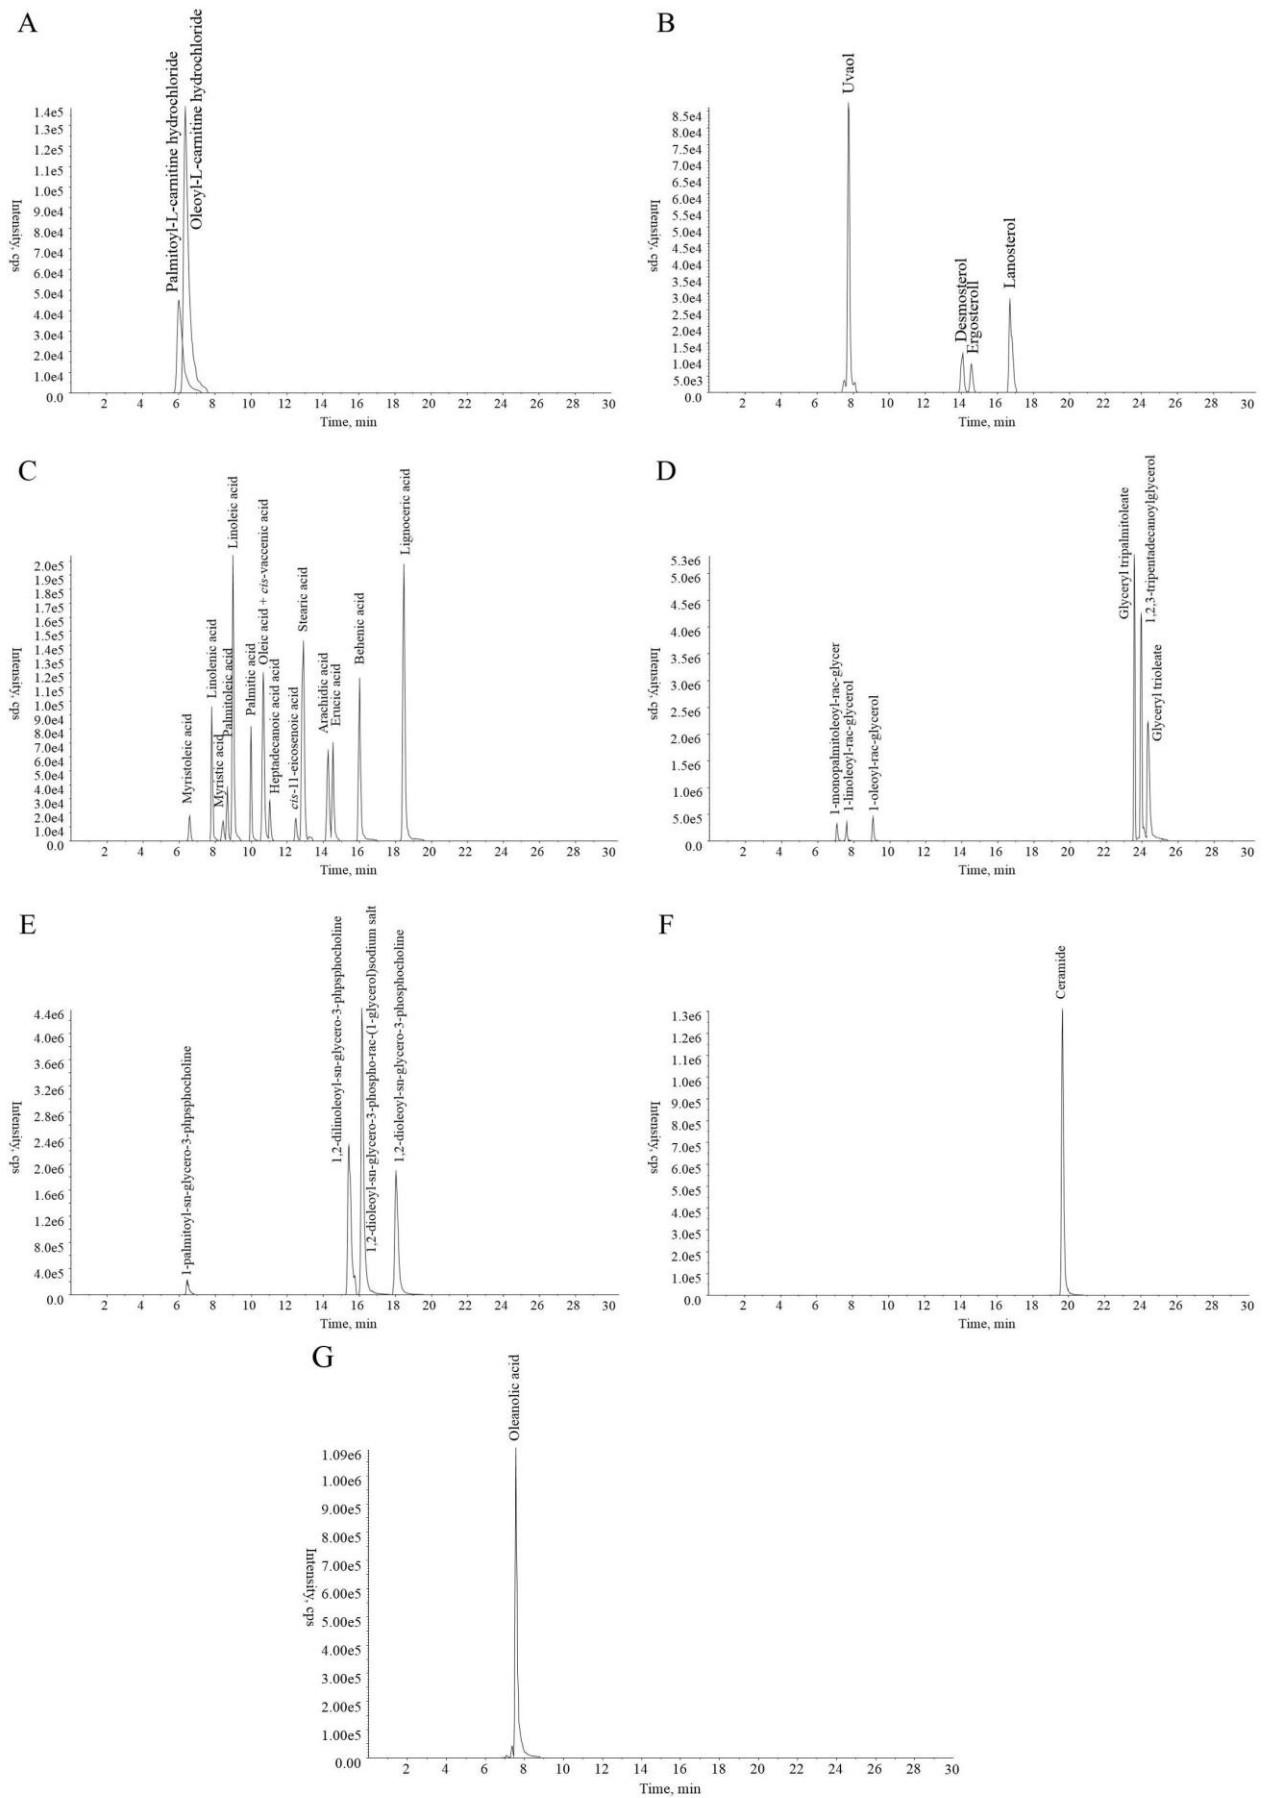 A
Palmitoyl-L-carnitine hydrochloride
Oleoyl-L-carnitine hydrochloride
Intensity, cps
1.4e5
1.3e5
1.2e5
1.1e5
1.0e5
9.0e4
8.0e4
7.0e4
6.0e4
5.0e4
4.0e4
3.0e4
2.0e4
1.0e4
0.0
2 4 6 8 10 12 14 16 18 20 22 24 26 28 30
Time, min
B
Uvaol
Desmosterol
Ergosteroll
Lanosterol
Intensity, cps
8.5e4
8.0e4
7.5e4
7.0e4
6.5e4
6.0e4
5.5e4
5.0e4
4.5e4
4.0e4
3.5e4
3.0e4
2.5e4
2.0e4
1.5e4
1.0e4
5.0e3
0.0
2 4 6 8 10 12 14 16 18 20 22 24 26 28 30
Time, min
C
Myristoleic acid
Linolenic acid
Myristic acid
Palmitoleic acid
Linoleic acid
Palmitic acid
Oleic acid + cis-vaccenic acid
Heptadecanoic acid acid
cis-11-eicosenoic acid
Stearic acid
Arachidic acid
Erucic acid
Behenic acid
Lignoceric acid
Intensity, cps
2.0e5
1.9e5
1.8e5
1.7e5
1.6e5
1.5e5
1.4e5
1.3e5
1.2e5
1.1e5
1.0e5
9.0e4
8.0e4
7.0e4
6.0e4
5.0e4
4.0e4
3.0e4
2.0e4
1.0e4
0.0
2 4 6 8 10 12 14 16 18 20 22 24 26 28 30
Time, min
D
1-monopalmitoleoyl-rac-glycer
1-linoleoyl-rac-glycerol
1-oleoyl-rac-glycerol
Glyceryl tripalmitoleate
1,2,3-tripentadecanoylglycerol
Glyceryl trioleate
Intensity, cps
5.3e6
5.0e6
4.5e6
4.0e6
3.5e6
3.0e6
2.5e6
2.0e6
1.5e6
1.0e6
5.0e5
0.0
2 4 6 8 10 12 14 16 18 20 22 24 26 28 30
Time, min
E
1-palmitoyl-sn-glycero-3-phpsphocholine
1,2-dilinoleoyl-sn-glycero-3-phpsphocholine
1,2-dioleoyl-sn-glycero-3-phospho-rac-(1-glycerol)sodium salt
1,2-dioleoyl-sn-glycero-3-phosphocholine
Intensity, cps
4.4e6
4.0e6
3.6e6
3.2e6
2.8e6
2.4e6
2.0e6
1.6e6
1.2e6
8.0e5
4.0e5
0.0
2 4 6 8 10 12 14 16 18 20 22 24 26 28 30
Time, min
F
Ceramide
Intensity, cps
1.3e6
1.2e6
1.1e6
1.0e6
9.0e5
8.0e5
7.0e5
6.0e5
5.0e5
4.0e5
3.0e5
2.0e5
1.0e5
0.0
2 4 6 8 10 12 14 16 18 20 22 24 26 28 30
Time, min
G
Oleanolic acid
Intensity, cps
1.09e6
1.00e6
9.00e5
8.00e5
7.00e5
6.00e5
5.00e5
4.00e5
3.00e5
2.00e5
1.00e5
0.00
2 4 6 8 10 12 14 16 18 20 22 24 26 28 30
Time, min